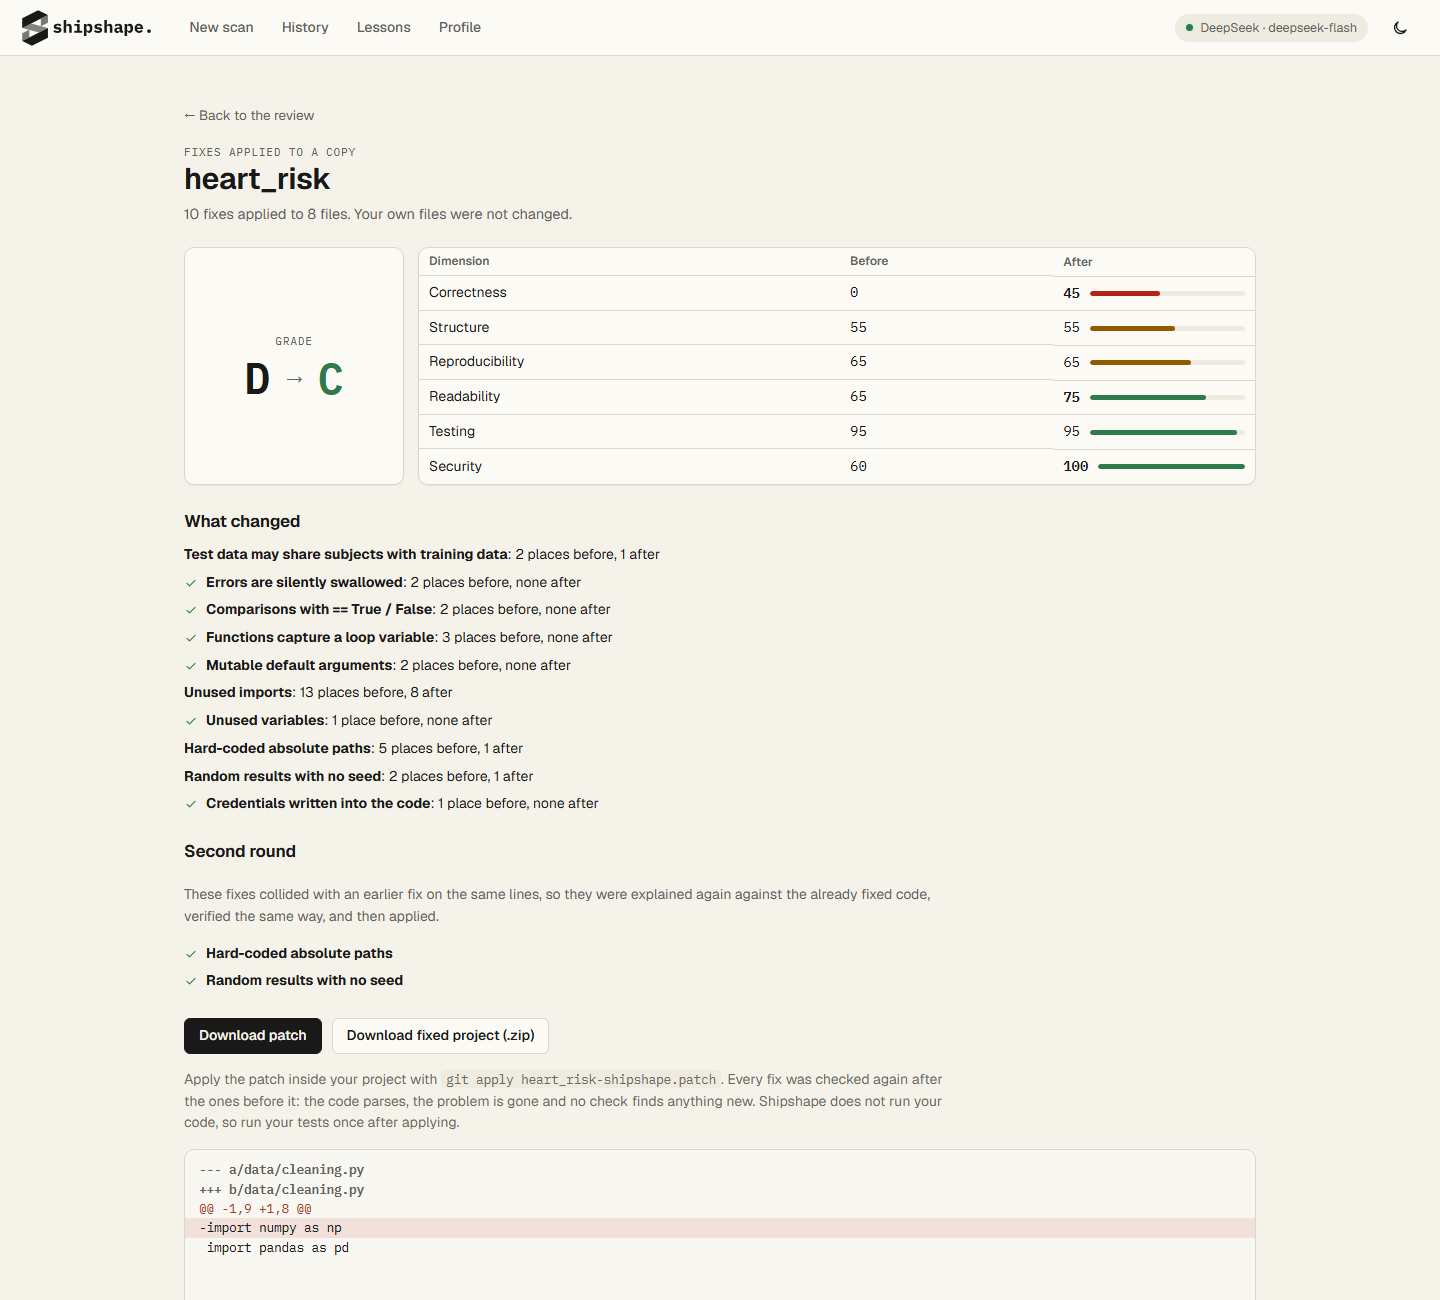 shipshape.
New scan
History
Lessons
Profile
DeepSeek · deepseek-flash
← Back to the review
FIXES APPLIED TO A COPY
heart_risk
10 fixes applied to 8 files. Your own files were not changed.
GRADE
D → C
Dimension Before After
Correctness 0 45
Structure 55 55
Reproducibility 65 65
Readability 65 75
Testing 95 95
Security 60 100
What changed
Test data may share subjects with training data: 2 places before, 1 after
✓ Errors are silently swallowed: 2 places before, none after
✓ Comparisons with == True / False: 2 places before, none after
✓ Functions capture a loop variable: 3 places before, none after
✓ Mutable default arguments: 2 places before, none after
Unused imports: 13 places before, 8 after
✓ Unused variables: 1 place before, none after
Hard-coded absolute paths: 5 places before, 1 after
Random results with no seed: 2 places before, 1 after
✓ Credentials written into the code: 1 place before, none after
Second round
These fixes collided with an earlier fix on the same lines, so they were explained again against the already fixed code,
verified the same way, and then applied.
✓ Hard-coded absolute paths
✓ Random results with no seed
Download patch
Download fixed project (.zip)
Apply the patch inside your project with git apply heart_risk-shipshape.patch. Every fix was checked again after
the ones before it: the code parses, the problem is gone and no check finds anything new. Shipshape does not run your
code, so run your tests once after applying.
--- a/data/cleaning.py
+++ b/data/cleaning.py
@@ -1,9 +1,8 @@
-import numpy as np
 import pandas as pd